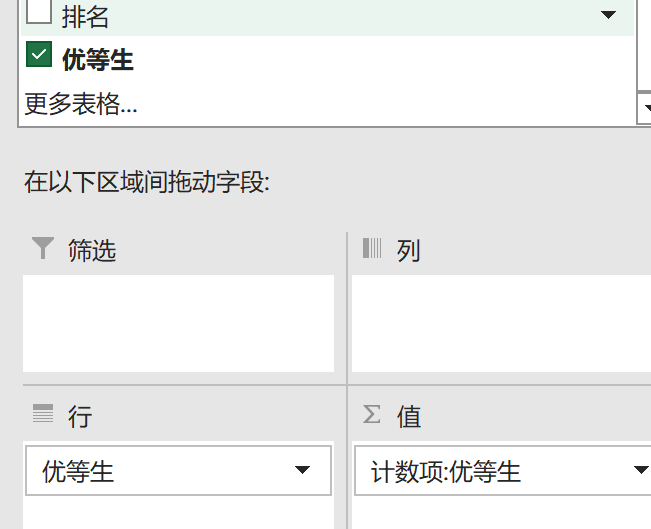 排名
优等生
更多表格...
在以下区域间拖动字段:
筛选
列
行
值
优等生
计数项:优等生